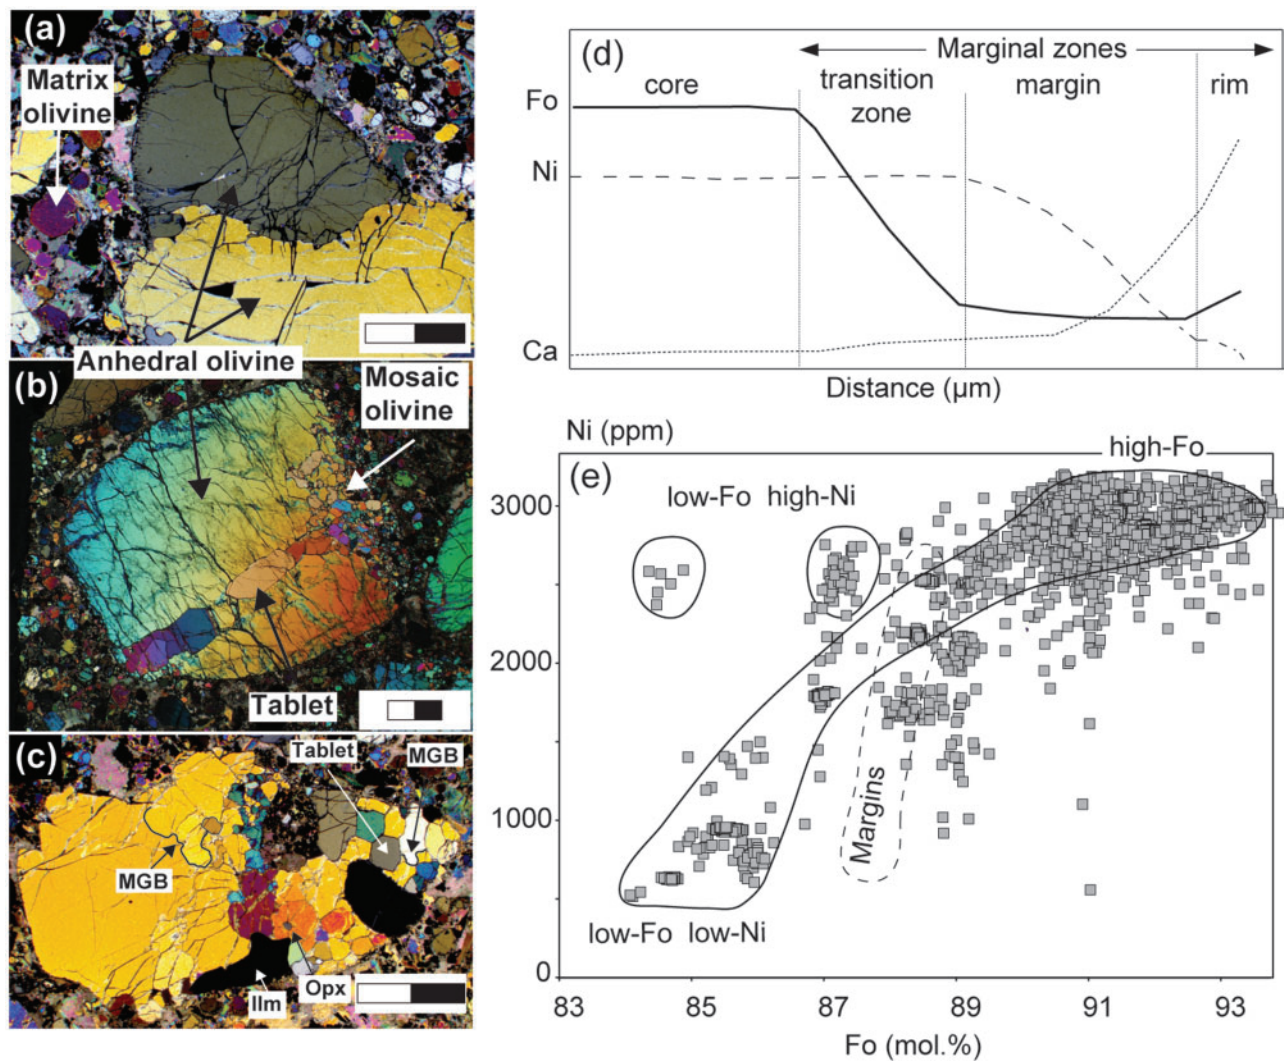 (a)
Matrix
olivine
Anhedral olivine
(b)
Mosaic
olivine
Tablet
(c)
Tablet
MGB
MGB
Ilm
Opx
(d)
Marginal zones
core
transition
zone
margin
rim
Fo
Ni
Ca
Distance (µm)
Ni (ppm)
(e)
high-Fo
low-Fo high-Ni
3000
2000
1000
0
Margins
low-Fo low-Ni
83 85 87 89 91 93
Fo (mol.%)